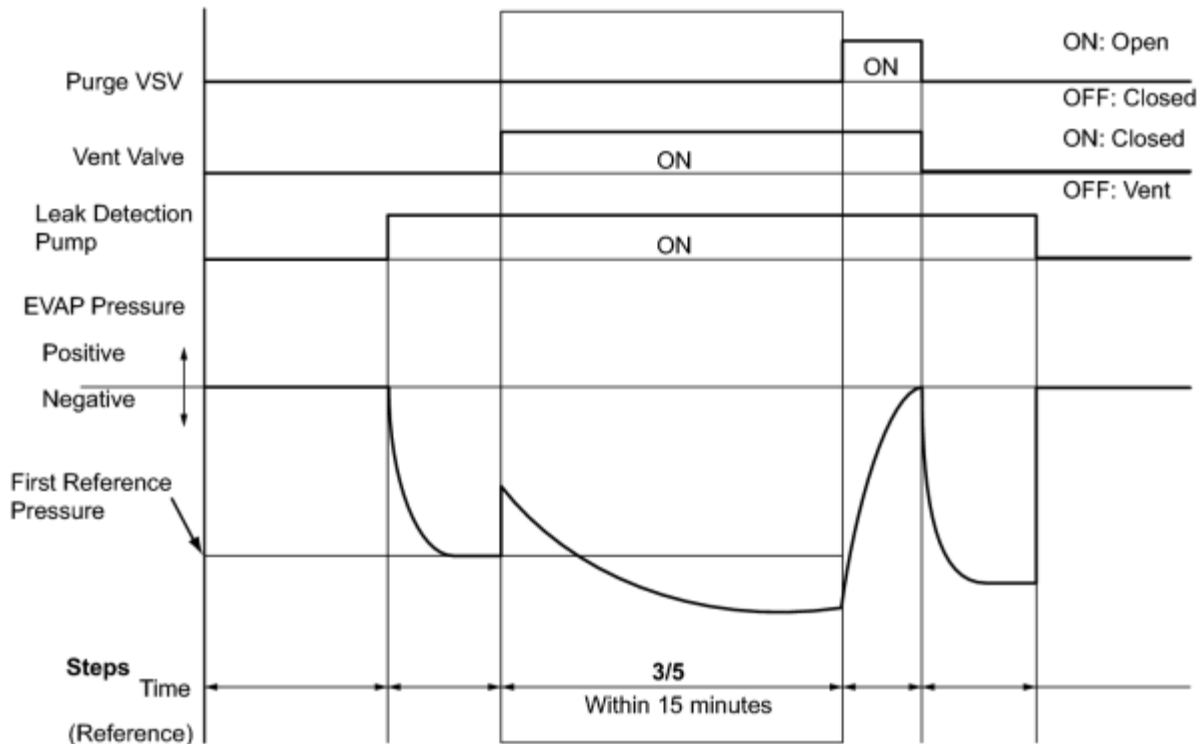 ON: Open
Purge VSV
ON
OFF: Closed
ON: Closed
Vent Valve
ON
OFF: Vent
Leak Detection
Pump
ON
EVAP Pressure
Positive
Negative
First Reference
Pressure
Steps
3/5
Time
Within 15 minutes
(Reference)